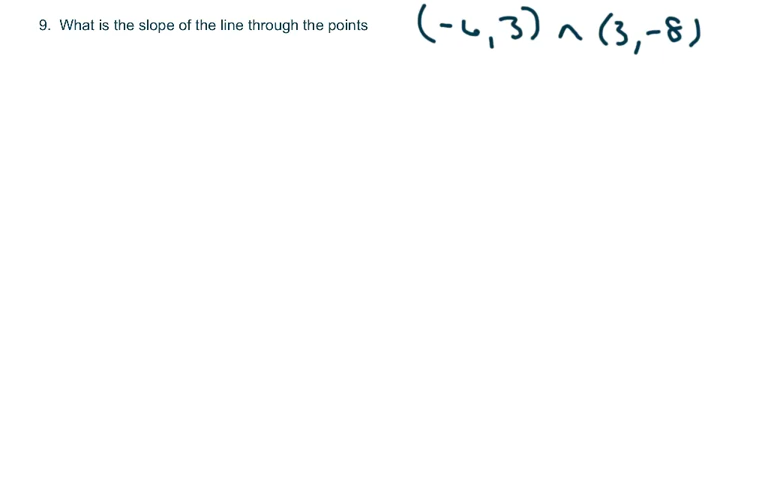 9. What is the slope of the line through the points (-6,3) ^ (3,-8)